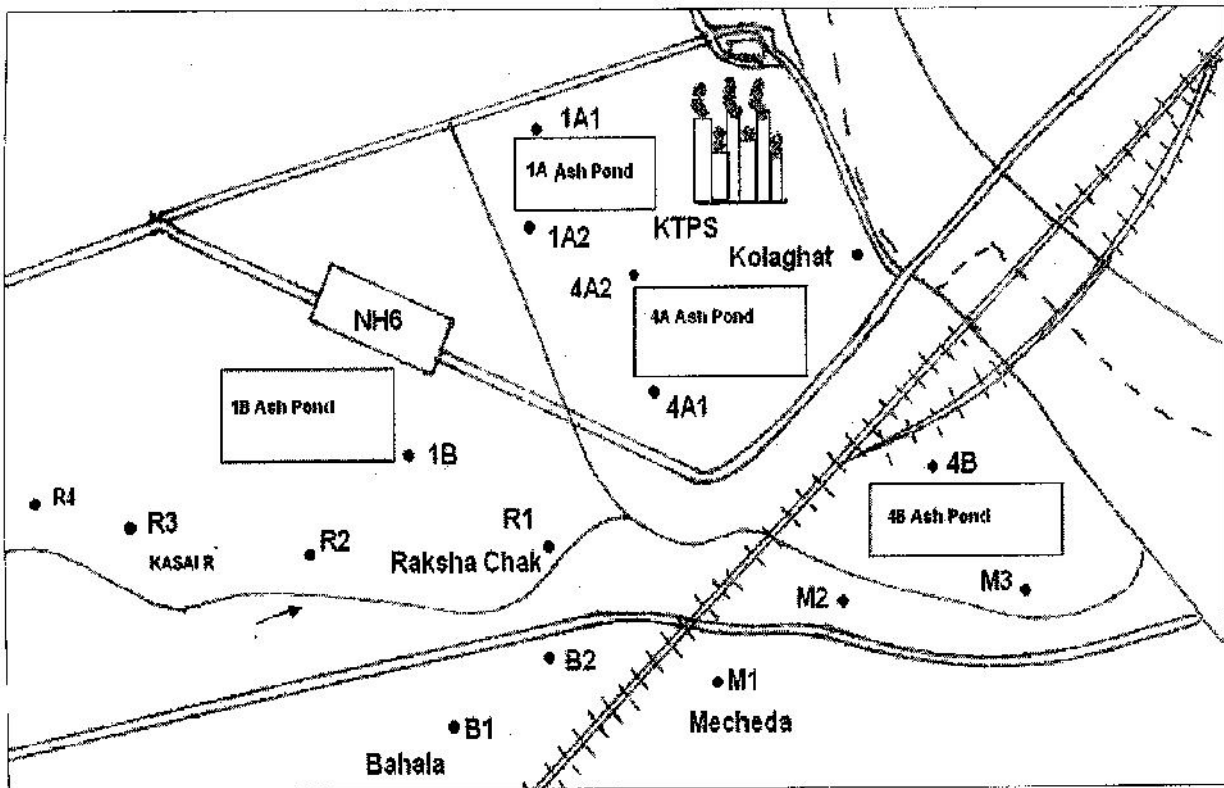 1A1
1A Ash Pond
1A2
KTPS
Kolaghat
4A2
NH6
4A Ash Pond
1B Ash Pond
4A1
1B
4B
R4
R3
R1
4B Ash Pond
KASAI R
R2
Raksha Chak
M3
M2
B2
M1
Mecheda
B1
Bahala